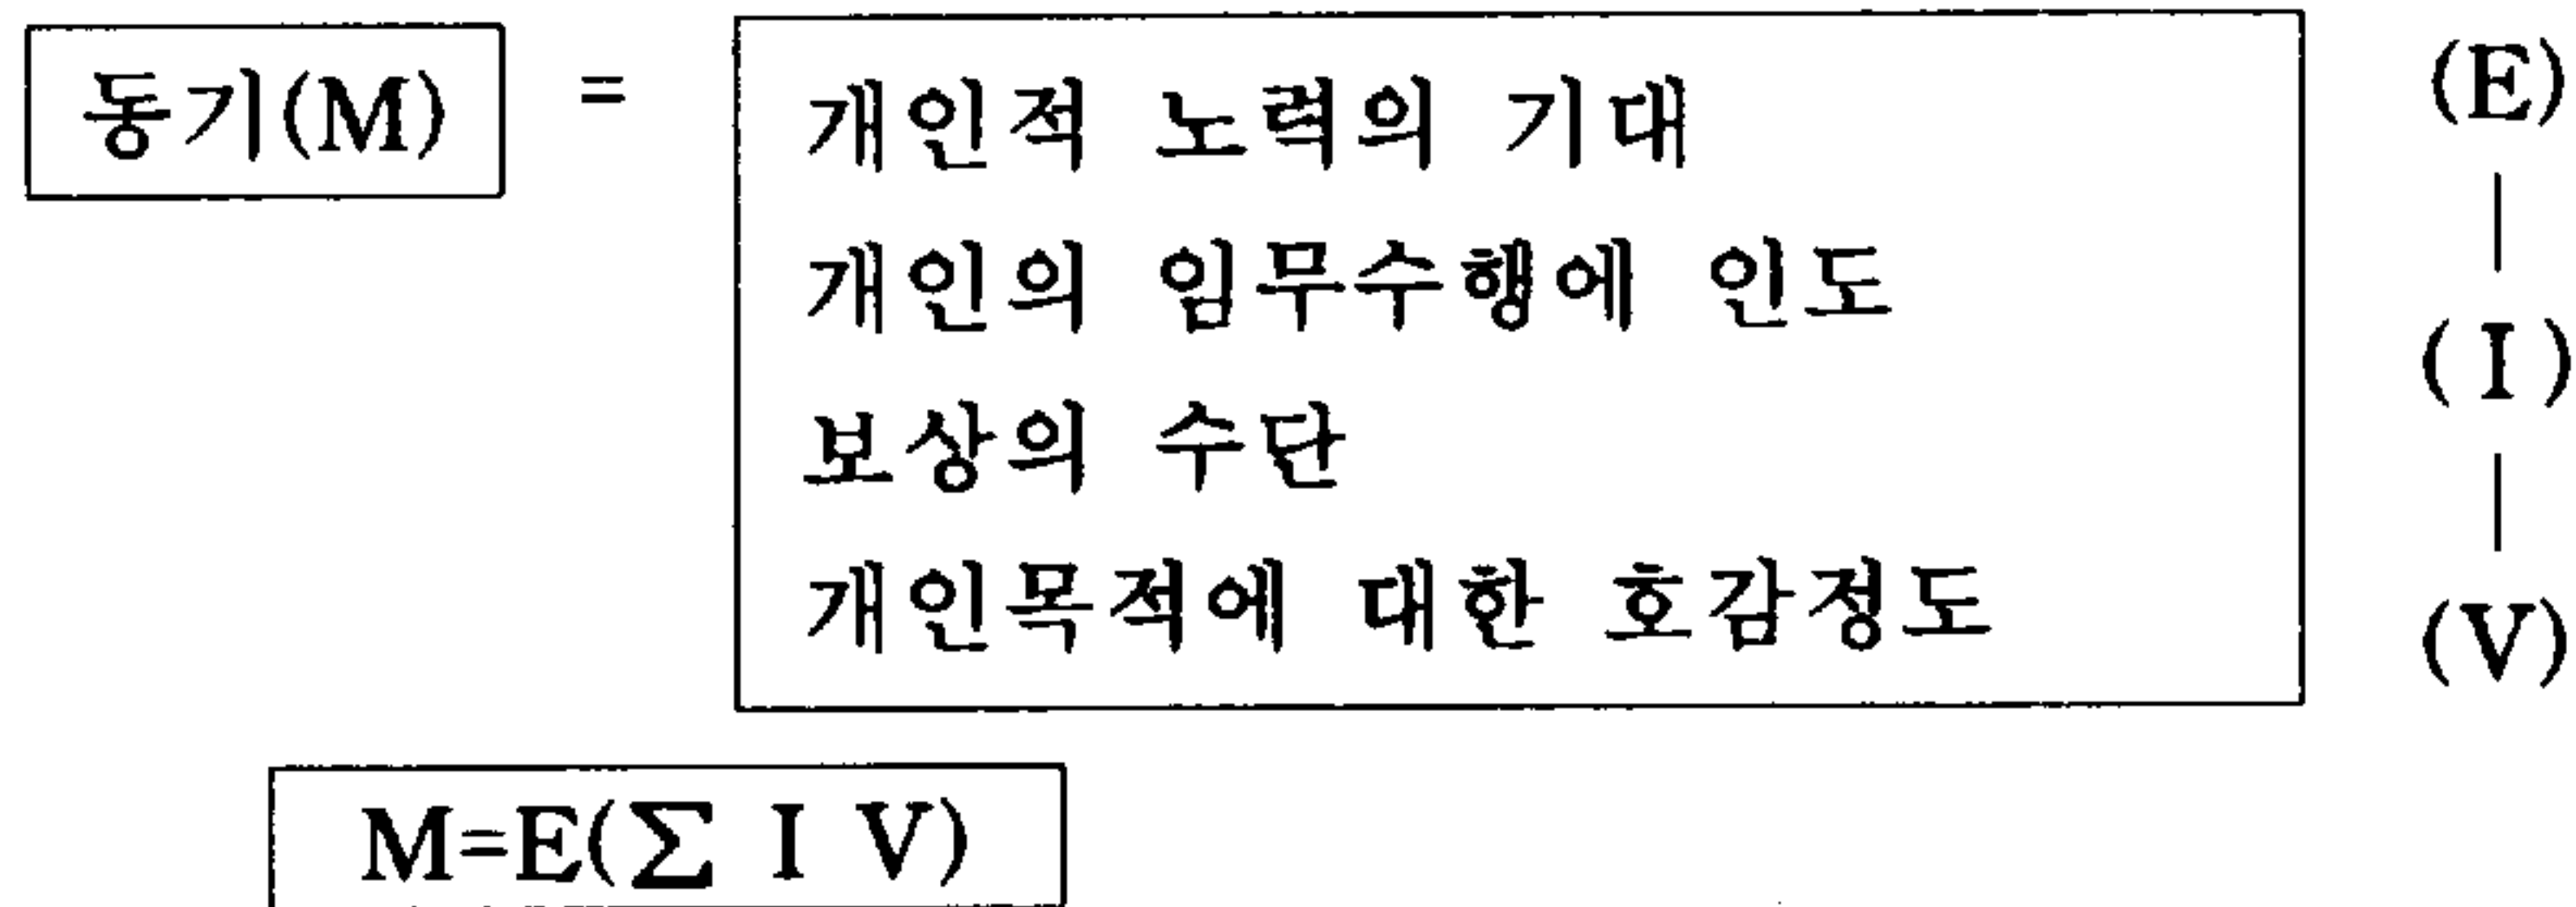 동기(M) = 개인적 노력의 기대 (E)
|
개인의 임무수행에 인도
(I)
보상의 수단
|
개인목적에 대한 호감정도 (V)
M=E(∑ I V)